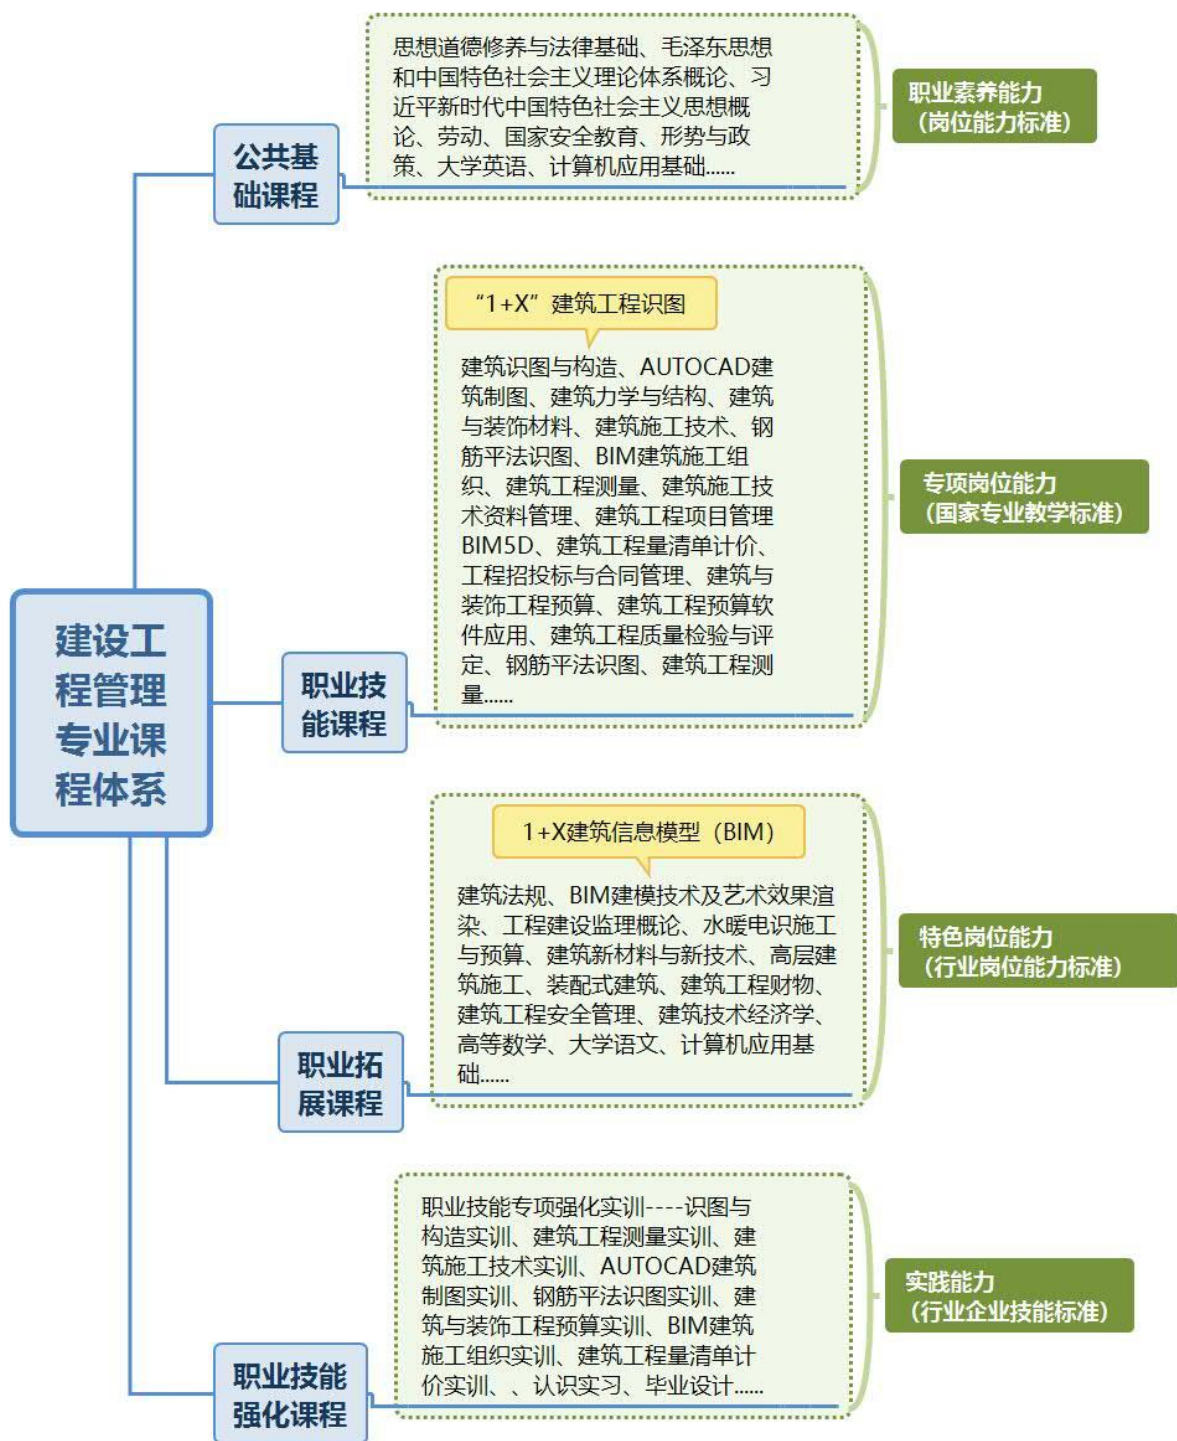 建设工
程管理
专业课
程体系
公共基
础课程
思想道德修养与法律基础、毛泽东思想
和中国特色社会主义理论体系概论、习
近平新时代中国特色社会主义思想概
论、劳动、国家安全教育、形势与政
策、大学英语、计算机应用基础......
职业素养能力
（岗位能力标准）
职业技
能课程
“1+X”建筑工程识图
建筑识图与构造、AUTOCAD建
筑制图、建筑力学与结构、建筑
与装饰材料、建筑施工技术、钢
筋平法识图、BIM建筑施工组
织、建筑工程测量、建筑施工技
术资料管理、建筑工程项目管理
BIM5D、建筑工程量清单计价、
工程招投标与合同管理、建筑与
装饰工程预算、建筑工程预算软
件应用、建筑工程质量检验与评
定、钢筋平法识图、建筑工程测
量......
专项岗位能力
（国家专业教学标准）
职业拓
展课程
1+X建筑信息模型（BIM）
建筑法规、BIM建模技术及艺术效果渲
染、工程建设监理概论、水暖电识施工
与预算、建筑新材料与新技术、高层建
筑施工、装配式建筑、建筑工程财物、
建筑工程安全管理、建筑技术经济学、
高等数学、大学语文、计算机应用基
础......
特色岗位能力
（行业岗位能力标准）
职业技能
强化课程
职业技能专项强化实训----识图与
构造实训、建筑工程测量实训、建
筑施工技术实训、AUTOCAD建筑
制图实训、钢筋平法识图实训、建
筑与装饰工程预算实训、BIM建筑
施工组织实训、建筑工程量清单计
价实训、、认识实习、毕业设计......
实践能力
（行业企业技能标准）